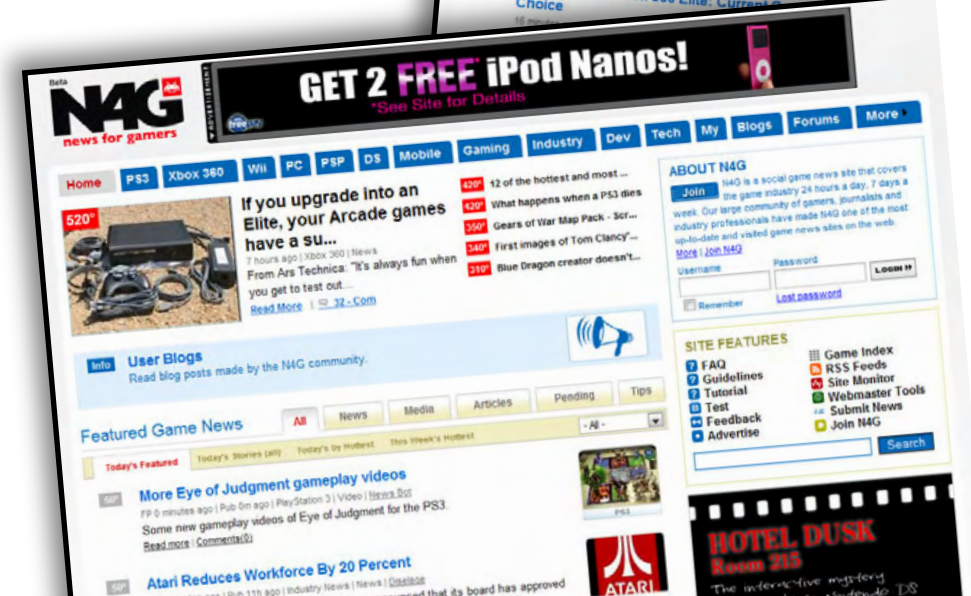 Elite: Current
Choice
Beta
N4G
news for gamers
ADVERTISEMENT
GET 2 FREE* iPod Nanos!
*See Site for Details
Home PS3 Xbox 360 Wii PC PSP DS Mobile Gaming Industry Dev Tech My Blogs Forums More
520°
If you upgrade into an
Elite, your Arcade games
have a su...
7 hours ago | Xbox 360 | News
From Ars Technica: "It's always fun when
you get to test out...
Read More | 32 - Com
420° 12 of the hottest and most ...
420° What happens when a PS3 dies
350° Gears of War Map Pack - Scr...
340° First images of Tom Clancy'...
310° Blue Dragon creator doesn't...
ABOUT N4G
Join N4G is a social game news site that covers
the game industry 24 hours a day, 7 days a
week. Our large community of gamers, journalists and
industry professionals have made N4G one of the most
up-to-date and visited game news sites on the web.
More | Join N4G
Username Password
LOGIN
Remember Lost password
Info User Blogs
Read blog posts made by the N4G community.
SITE FEATURES
FAQ
Guidelines
Tutorial
Test
Feedback
Advertise
Game Index
RSS Feeds
Site Monitor
Webmaster Tools
Submit News
Join N4G
Search
Featured Game News
All News Media Articles Pending Tips
Today's Featured Today's Stories (all) Today's by Hottest This Week's Hottest
- All -
50° More Eye of Judgment gameplay videos
FP 0 minutes ago | Pub 0m ago | PlayStation 3 | Video | News Bot
Some new gameplay videos of Eye of Judgment for the PS3.
Read more | Comments(0)
PS3
50° Atari Reduces Workforce By 20 Percent
ago | Pub 11h ago | Industry News | News |
that its board has approved
ATARI
HOTEL DUSK
Room 215
The interactive mystery
Nintendo DS